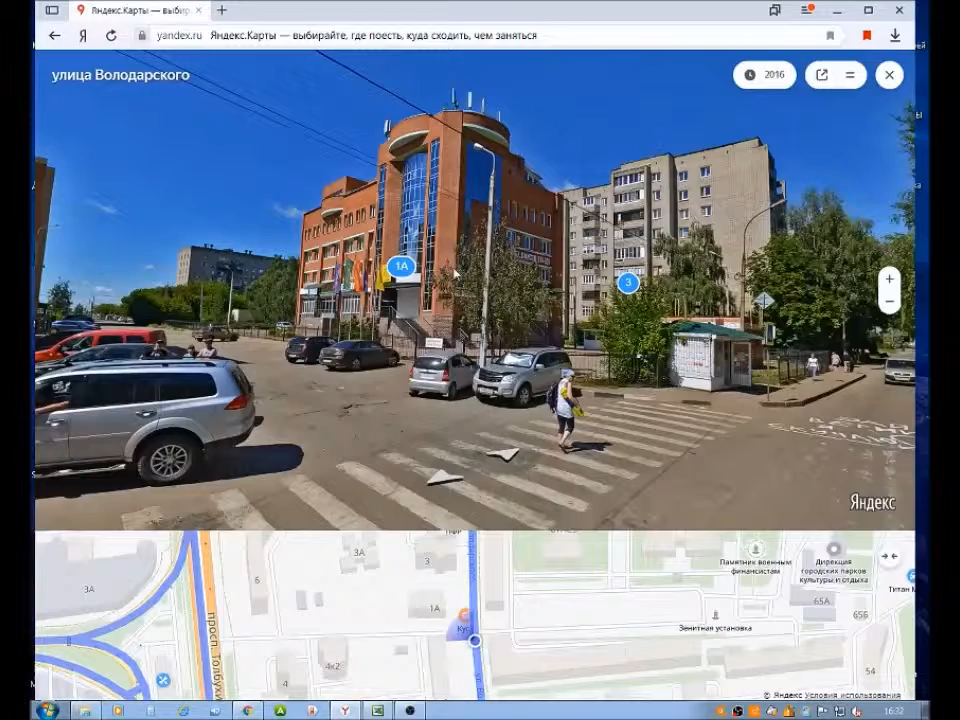 Яндекс.Карты — выбир
yandex.ru Яндекс.Карты — выбирайте, где поесть, куда сходить, чем заняться
улица Володарского
2016
1А
3
Яндекс
3А
3А
6
3
1А
4к2
4
просп. Толбухи
Памятник военным
финансистам
Дирекция
городских парков
культуры и отдыха
Титан
65А
65Б
Зенитная установка
54
© Яндекс Условия использования
16:32